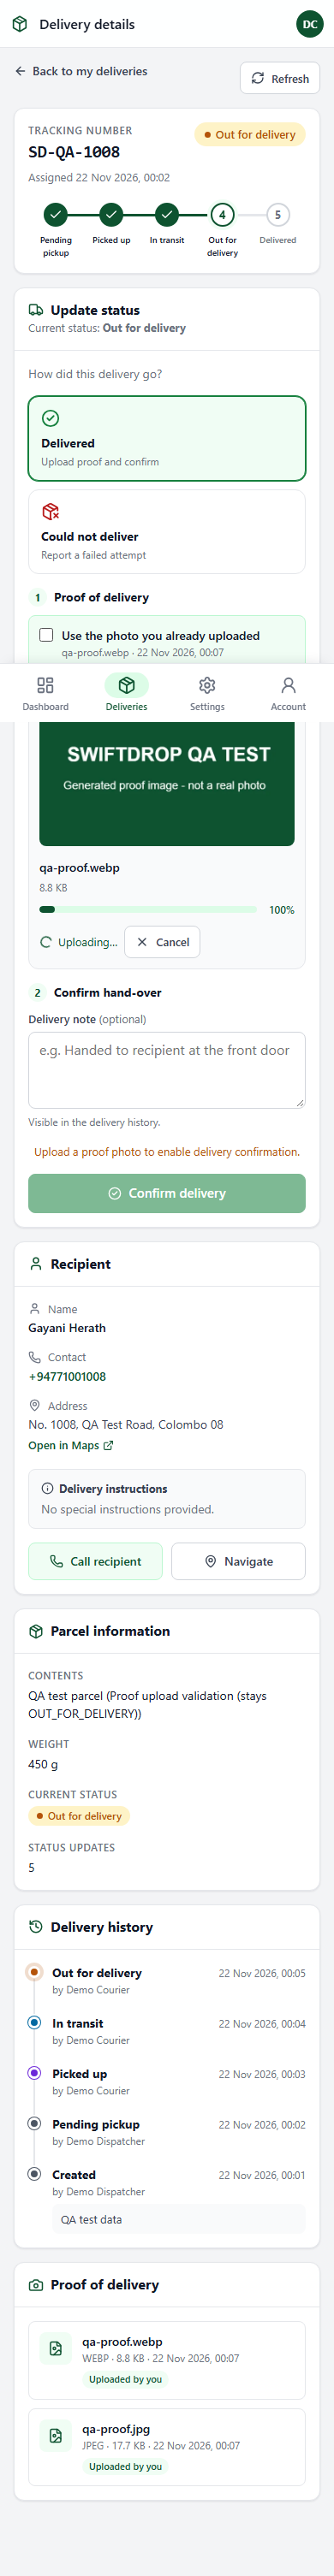 Delivery details
DC
Back to my deliveries
Refresh
TRACKING NUMBER
Out for delivery
SD-QA-1008
Assigned 22 Nov 2026, 00:02
4
5
Pending pickup
Picked up
In transit
Out for delivery
Delivered
Update status
Current status: Out for delivery
How did this delivery go?
Delivered
Upload proof and confirm
Could not deliver
Report a failed attempt
1 Proof of delivery
Use the photo you already uploaded
qa-proof.webp · 22 Nov 2026, 00:07
Dashboard
Deliveries
Settings
Account
SWIFTDROP QA TEST
Generated proof image - not a real photo
qa-proof.webp
8.8 KB
100%
Uploading...
Cancel
2 Confirm hand-over
Delivery note (optional)
e.g. Handed to recipient at the front door
Visible in the delivery history.
Upload a proof photo to enable delivery confirmation.
Confirm delivery
Recipient
Name
Gayani Herath
Contact
+94771001008
Address
No. 1008, QA Test Road, Colombo 08
Open in Maps
Delivery instructions
No special instructions provided.
Call recipient
Navigate
Parcel information
CONTENTS
QA test parcel (Proof upload validation (stays
OUT_FOR_DELIVERY))
WEIGHT
450 g
CURRENT STATUS
Out for delivery
STATUS UPDATES
5
Delivery history
Out for delivery
22 Nov 2026, 00:05
by Demo Courier
In transit
22 Nov 2026, 00:04
by Demo Courier
Picked up
22 Nov 2026, 00:03
by Demo Courier
Pending pickup
22 Nov 2026, 00:02
by Demo Dispatcher
Created
22 Nov 2026, 00:01
by Demo Dispatcher
QA test data
Proof of delivery
qa-proof.webp
WEBP · 8.8 KB · 22 Nov 2026, 00:07
Uploaded by you
qa-proof.jpg
JPEG · 17.7 KB · 22 Nov 2026, 00:07
Uploaded by you